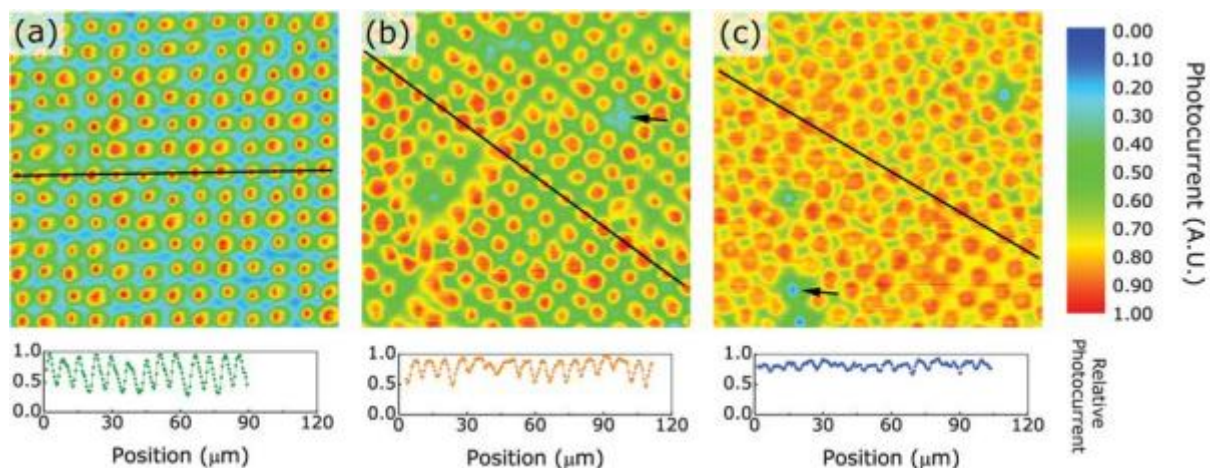 (a)
(b)
(c)
0.00
0.10
0.20
0.30
0.40
0.50
0.60
0.70
0.80
0.90
1.00
Photocurrent (A.U.)
1.0
0.5
0.0
0 30 60 90 120
Position (μm)
1.0
0.5
0.0
0 30 60 90 120
Position (μm)
1.0
0.5
0.0
0 30 60 90 120
Position (μm)
Relative
Photocurrent